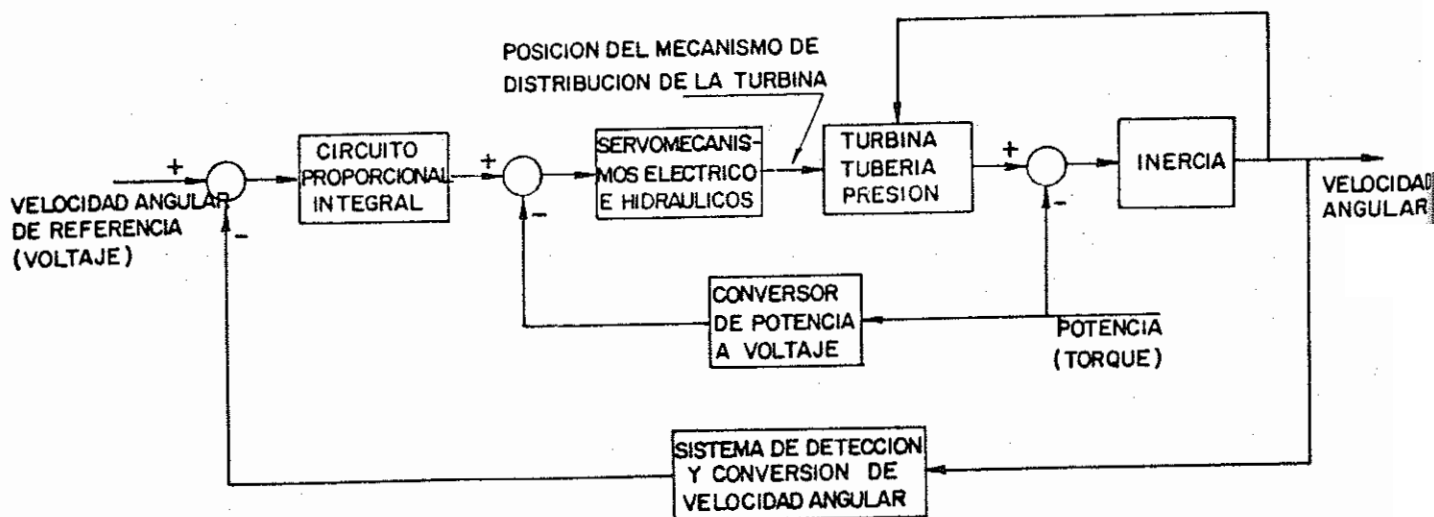 POSICION DEL MECANISMO DE
DISTRIBUCION DE LA TURBINA
+
VELOCIDAD ANGULAR
DE REFERENCIA
(VOLTAJE)
-
CIRCUITO
PROPORCIONAL
INTEGRAL
+
-
SERVOMECANIS-
MOS ELECTRICO
E HIDRAULICOS
TURBINA
TUBERIA
PRESION
+
-
INERCIA
VELOCIDAD
ANGULAR
CONVERSOR
DE POTENCIA
A VOLTAJE
POTENCIA
(TORQUE)
SISTEMA DE DETECCION
Y CONVERSION DE
VELOCIDAD ANGULAR